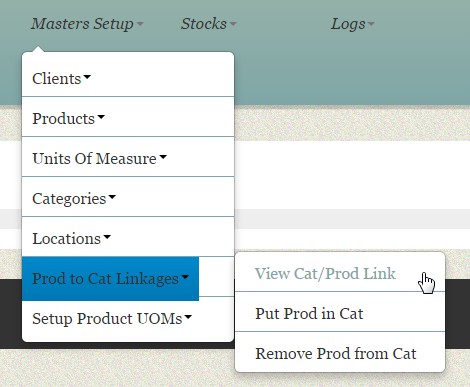 Masters Setup Stocks Logs
Clients
Products
Units Of Measure
Categories
Locations
Prod to Cat Linkages
Setup Product UOMs
View Cat/Prod Link
Put Prod in Cat
Remove Prod from Cat